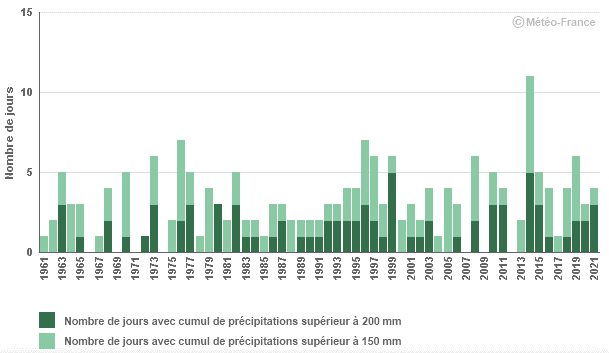 15
© Météo-France
Nombre de jours
10
5
0
1961 1963 1965 1967 1969 1971 1973 1975 1977 1979 1981 1983 1985 1987 1989 1991 1993 1995 1997 1999 2001 2003 2005 2007 2009 2011 2013 2015 2017 2019 2021
Nombre de jours avec cumul de précipitations supérieur à 200 mm
Nombre de jours avec cumul de précipitations supérieur à 150 mm